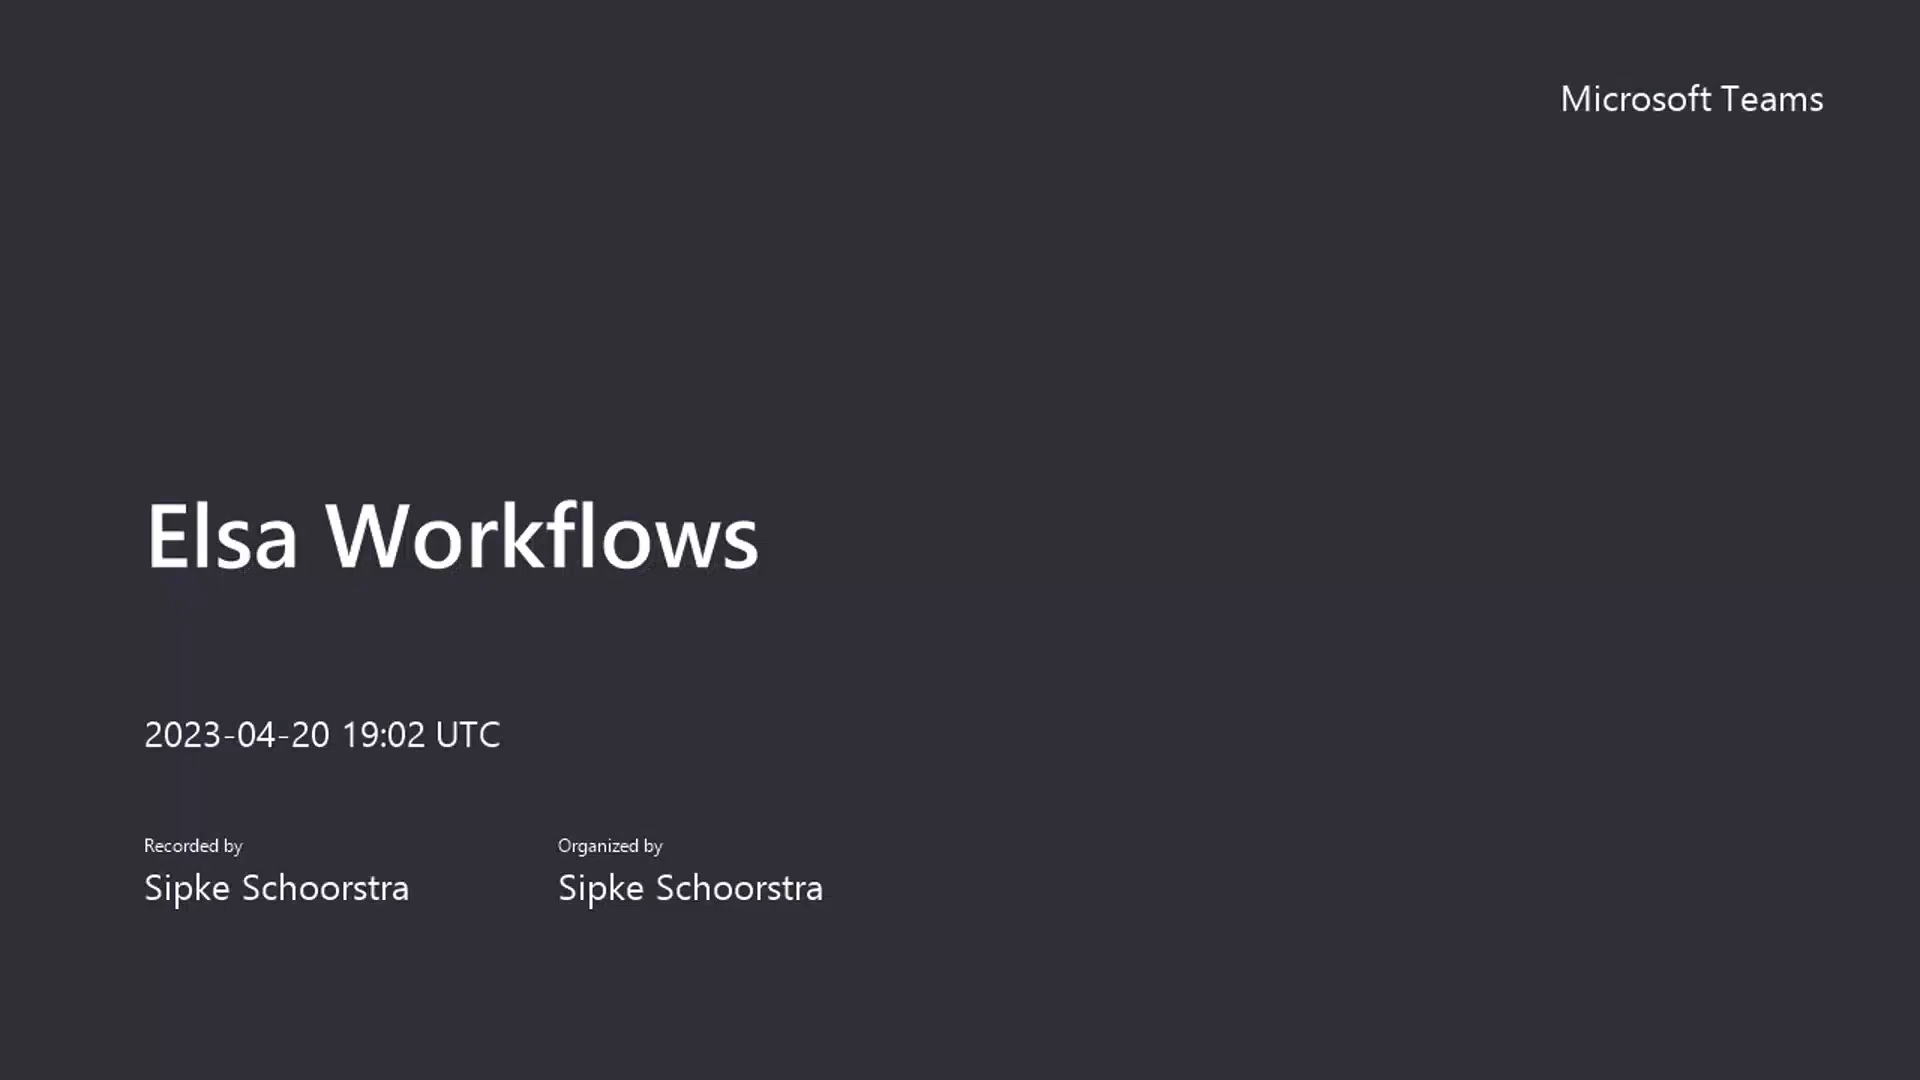 Microsoft Teams
Elsa Workflows
2023-04-20 19:02 UTC
Recorded by
Sipke Schoorstra
Organized by
Sipke Schoorstra